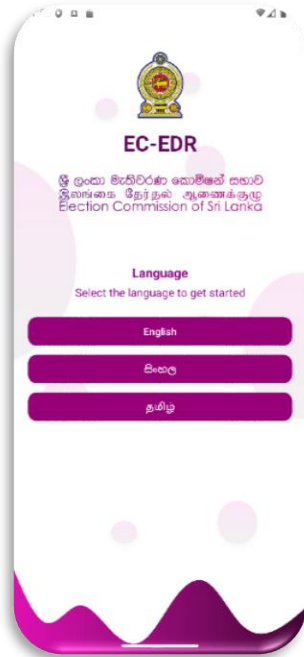 EC-EDR
ශ්‍රී ලංකා මැතිවරණ කොමිෂන් සභාව
இலங்கை தேர்தல் ஆணைக்குழு
Election Commission of Sri Lanka
Language
Select the language to get started
English
සිංහල
தமிழ்